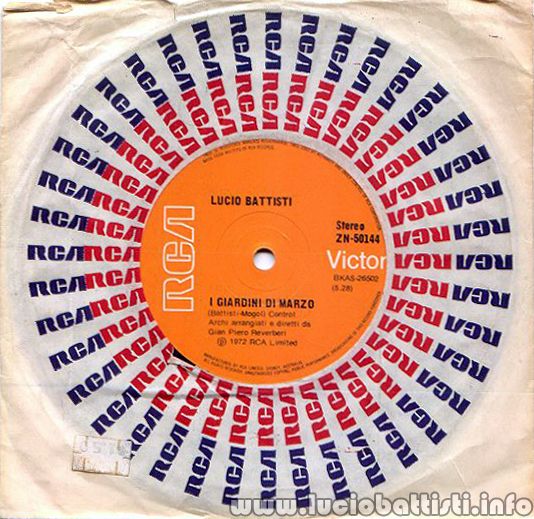 RCA
LUCIO BATTISTI
Stereo
ZN-50144
Victor
BKAS-26502
(5.28)
I GIARDINI DI MARZO
(Battisti-Mogol) Control
Archi arrangiati e diretti da
Gian Piero Reverberi
℗ 1972 RCA Limited
www.luciobattisti.info